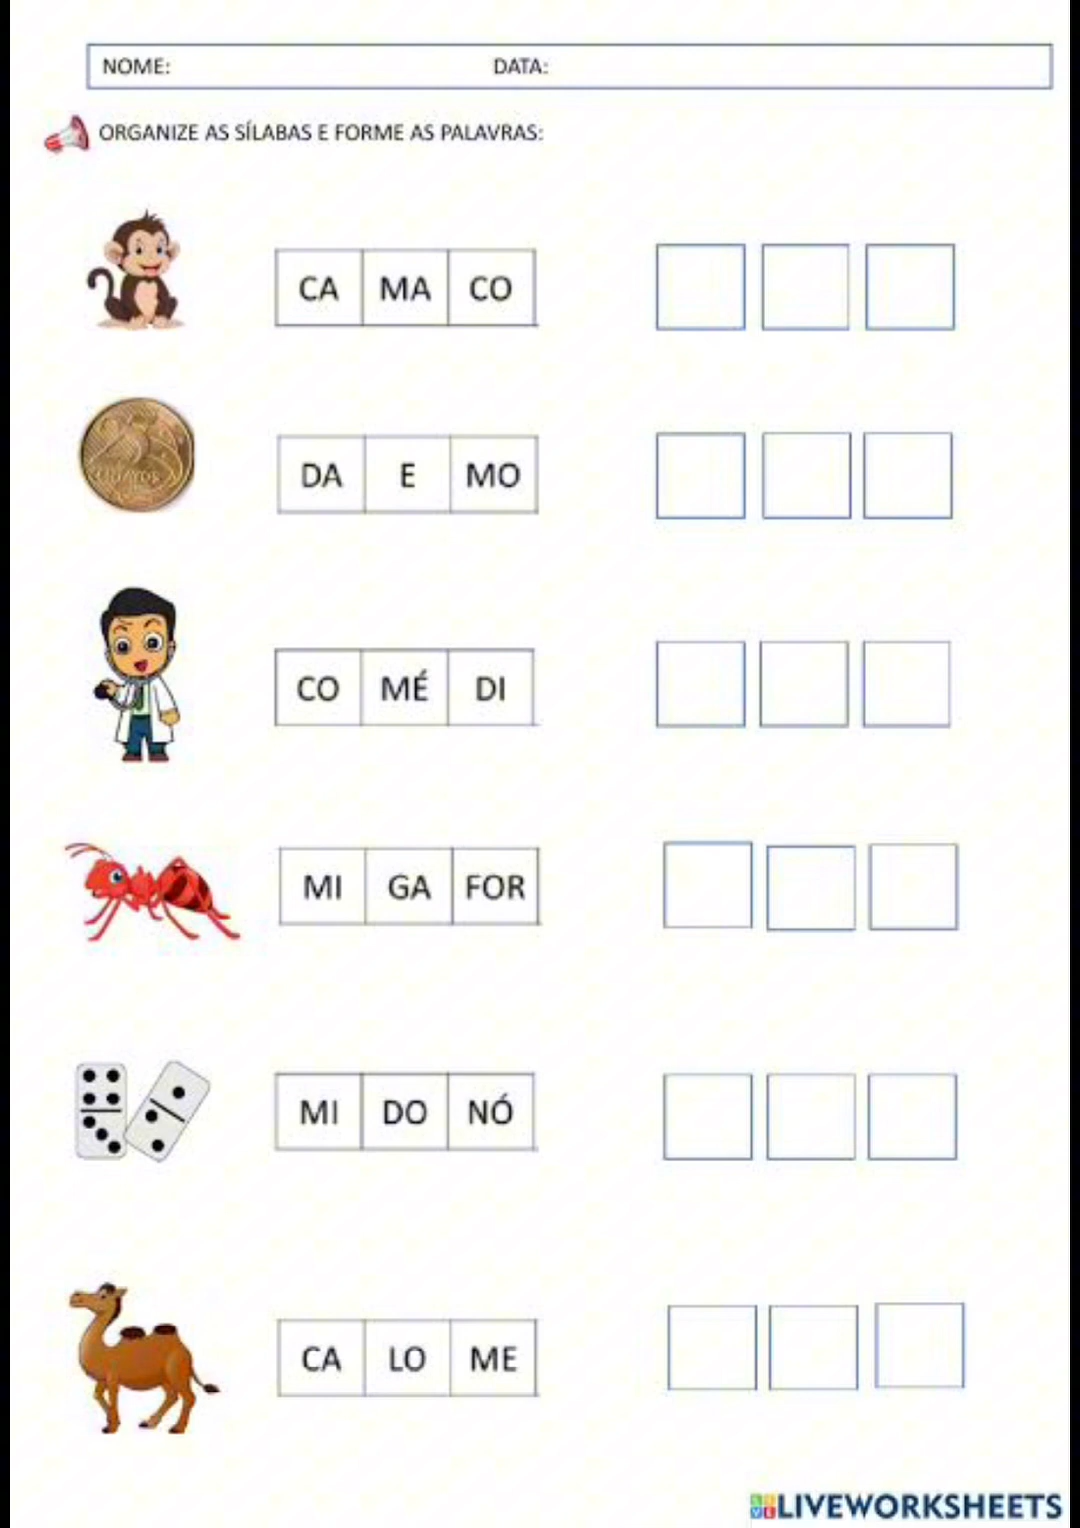 NOME: DATA:
ORGANIZE AS SÍLABAS E FORME AS PALAVRAS:
CA MA CO
25
DA E MO
CO MÉ DI
MI GA FOR
MI DO NÓ
CA LO ME
LIVEWORKSHEETS